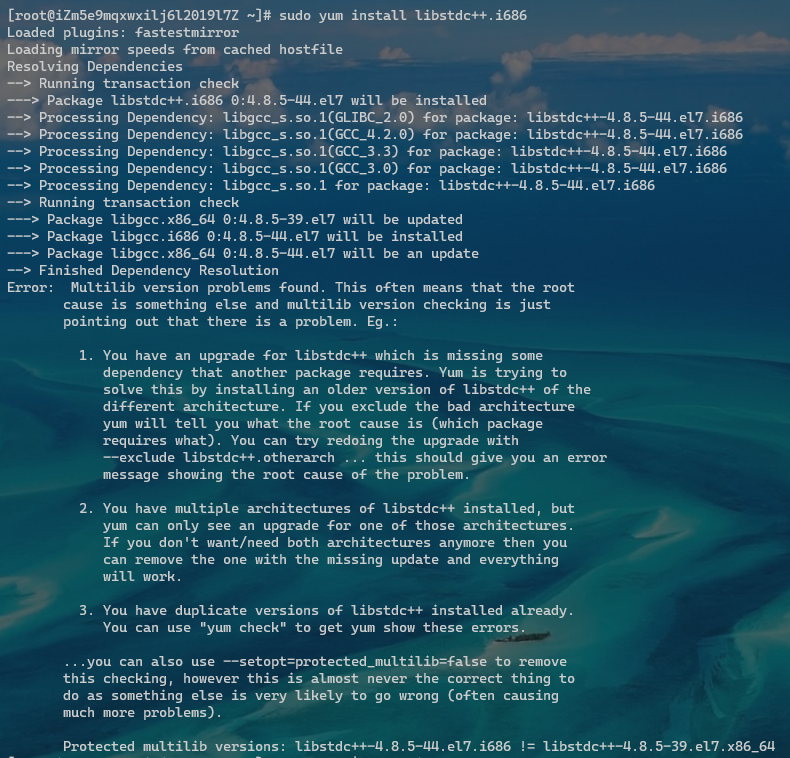 [root@iZm5e9mqxwxilj6l2019l7Z ~]# sudo yum install libstdc++.i686
Loaded plugins: fastestmirror
Loading mirror speeds from cached hostfile
Resolving Dependencies
--> Running transaction check
---> Package libstdc++.i686 0:4.8.5-44.el7 will be installed
--> Processing Dependency: libgcc_s.so.1(GLIBC_2.0) for package: libstdc++-4.8.5-44.el7.i686
--> Processing Dependency: libgcc_s.so.1(GCC_4.2.0) for package: libstdc++-4.8.5-44.el7.i686
--> Processing Dependency: libgcc_s.so.1(GCC_3.3) for package: libstdc++-4.8.5-44.el7.i686
--> Processing Dependency: libgcc_s.so.1(GCC_3.0) for package: libstdc++-4.8.5-44.el7.i686
--> Processing Dependency: libgcc_s.so.1 for package: libstdc++-4.8.5-44.el7.i686
--> Running transaction check
---> Package libgcc.x86_64 0:4.8.5-39.el7 will be updated
---> Package libgcc.i686 0:4.8.5-44.el7 will be installed
---> Package libgcc.x86_64 0:4.8.5-44.el7 will be an update
--> Finished Dependency Resolution
Error:  Multilib version problems found. This often means that the root
       cause is something else and multilib version checking is just
       pointing out that there is a problem. Eg.:

         1. You have an upgrade for libstdc++ which is missing some
            dependency that another package requires. Yum is trying to
            solve this by installing an older version of libstdc++ of the
            different architecture. If you exclude the bad architecture
            yum will tell you what the root cause is (which package
            requires what). You can try redoing the upgrade with
            --exclude libstdc++.otherarch ... this should give you an error
            message showing the root cause of the problem.

         2. You have multiple architectures of libstdc++ installed, but
            yum can only see an upgrade for one of those architectures.
            If you don't want/need both architectures anymore then you
            can remove the one with the missing update and everything
            will work.

         3. You have duplicate versions of libstdc++ installed already.
            You can use "yum check" to get yum show these errors.

       ...you can also use --setopt=protected_multilib=false to remove
       this checking, however this is almost never the correct thing to
       do as something else is very likely to go wrong (often causing
       much more problems).

       Protected multilib versions: libstdc++-4.8.5-44.el7.i686 != libstdc++-4.8.5-39.el7.x86_64